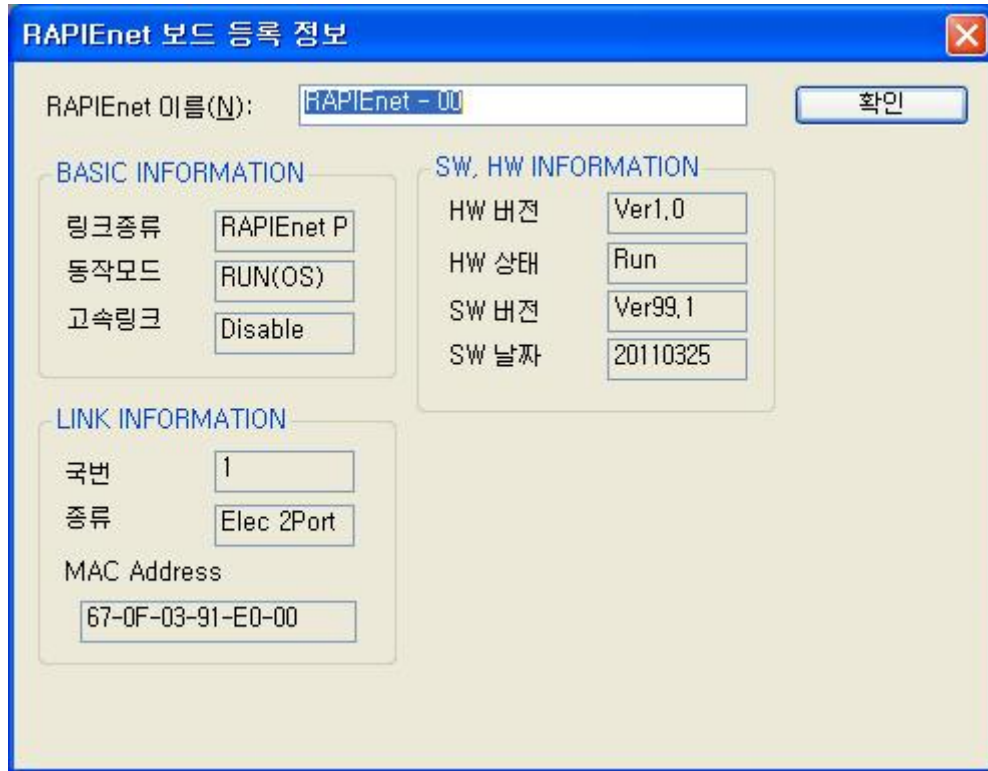 RAPIEnet 보드 등록 정보
RAPIEnet 이름(N): RAPIEnet - 00 확인
BASIC INFORMATION
링크종류 RAPIEnet P
동작모드 RUN(OS)
고속링크 Disable
SW, HW INFORMATION
HW 버전 Ver1.0
HW 상태 Run
SW 버전 Ver99.1
SW 날짜 20110325
LINK INFORMATION
국번 1
종류 Elec 2Port
MAC Address
67-0F-03-91-E0-00